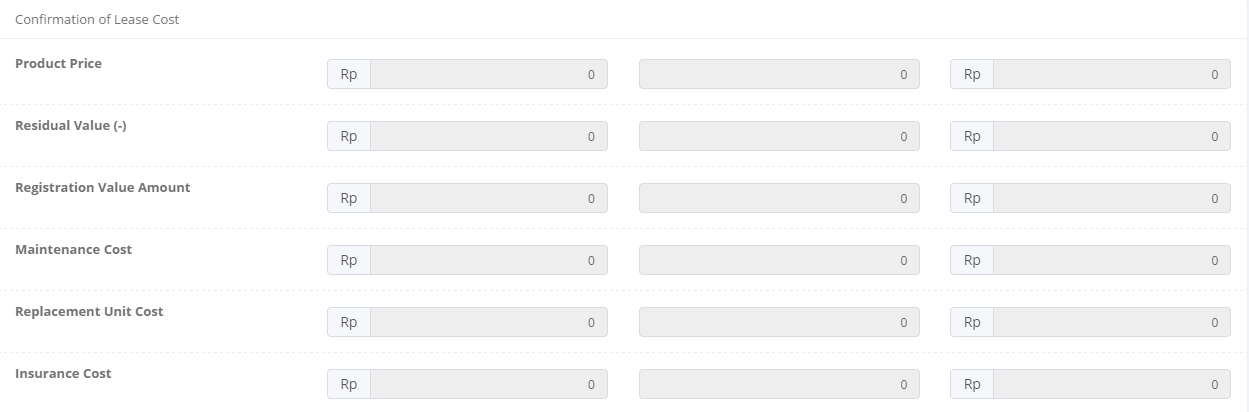 Confirmation of Lease Cost
Product Price Rp 0 0 Rp 0
Residual Value (-) Rp 0 0 Rp 0
Registration Value Amount Rp 0 0 Rp 0
Maintenance Cost Rp 0 0 Rp 0
Replacement Unit Cost Rp 0 0 Rp 0
Insurance Cost Rp 0 0 Rp 0